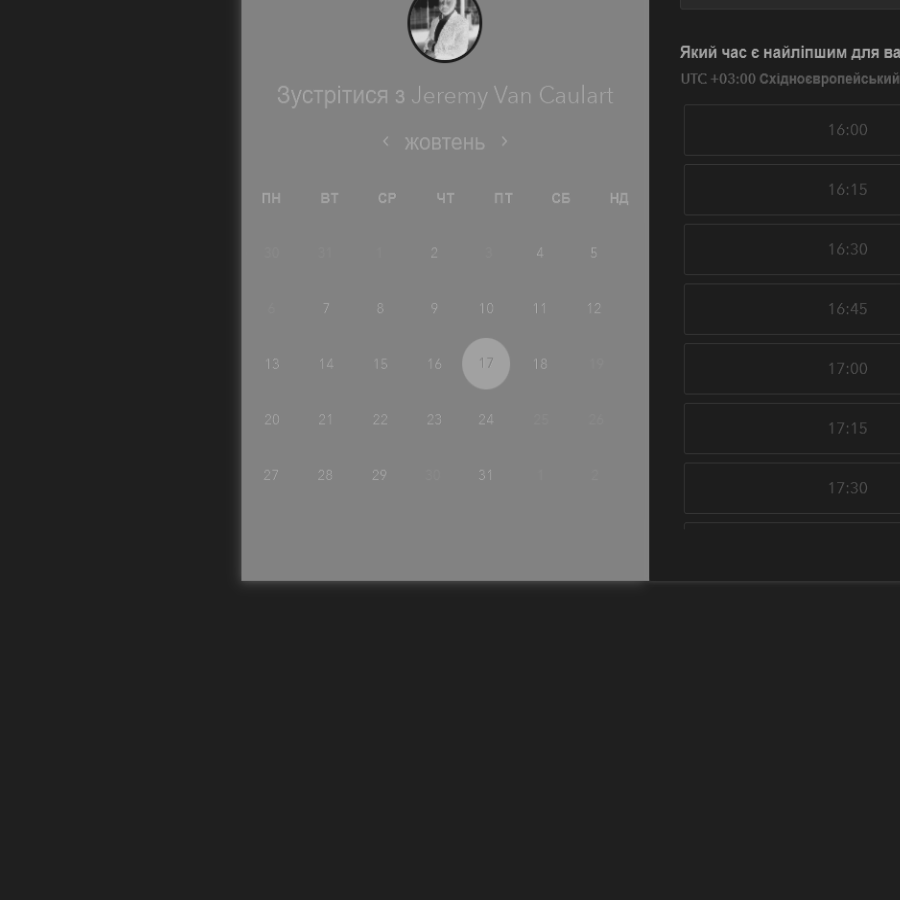 Зустрітися з Jeremy Van Caulart
жовтень
ПН ВТ СР ЧТ ПТ СБ НД
30 31 1 2 3 4 5
6 7 8 9 10 11 12
13 14 15 16 17 18 19
20 21 22 23 24 25 26
27 28 29 30 31 1 2
Який час є найліпшим для ва
UTC +03:00 Східноєвропейський
16:00
16:15
16:30
16:45
17:00
17:15
17:30